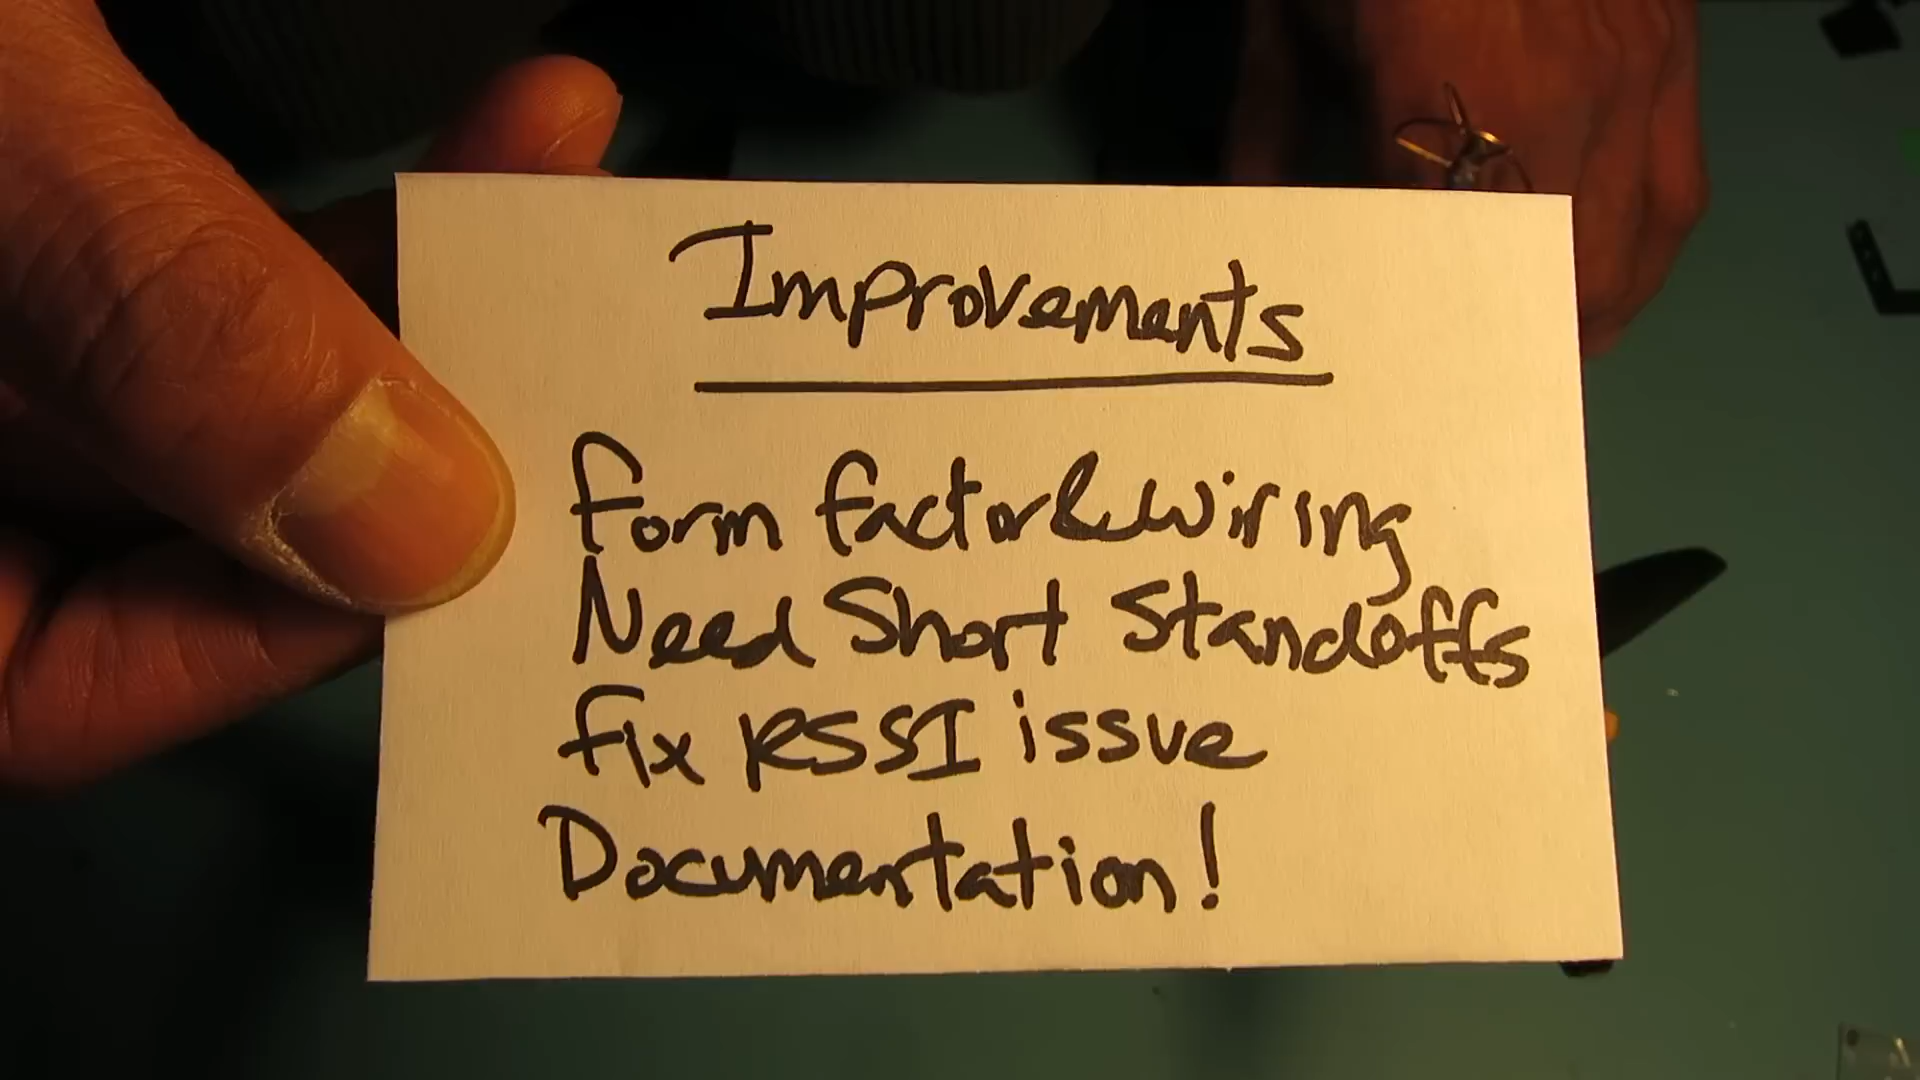 Improvements
Form factor & wiring
Need Short Standoffs
Fix RSSI issue
Documentation!